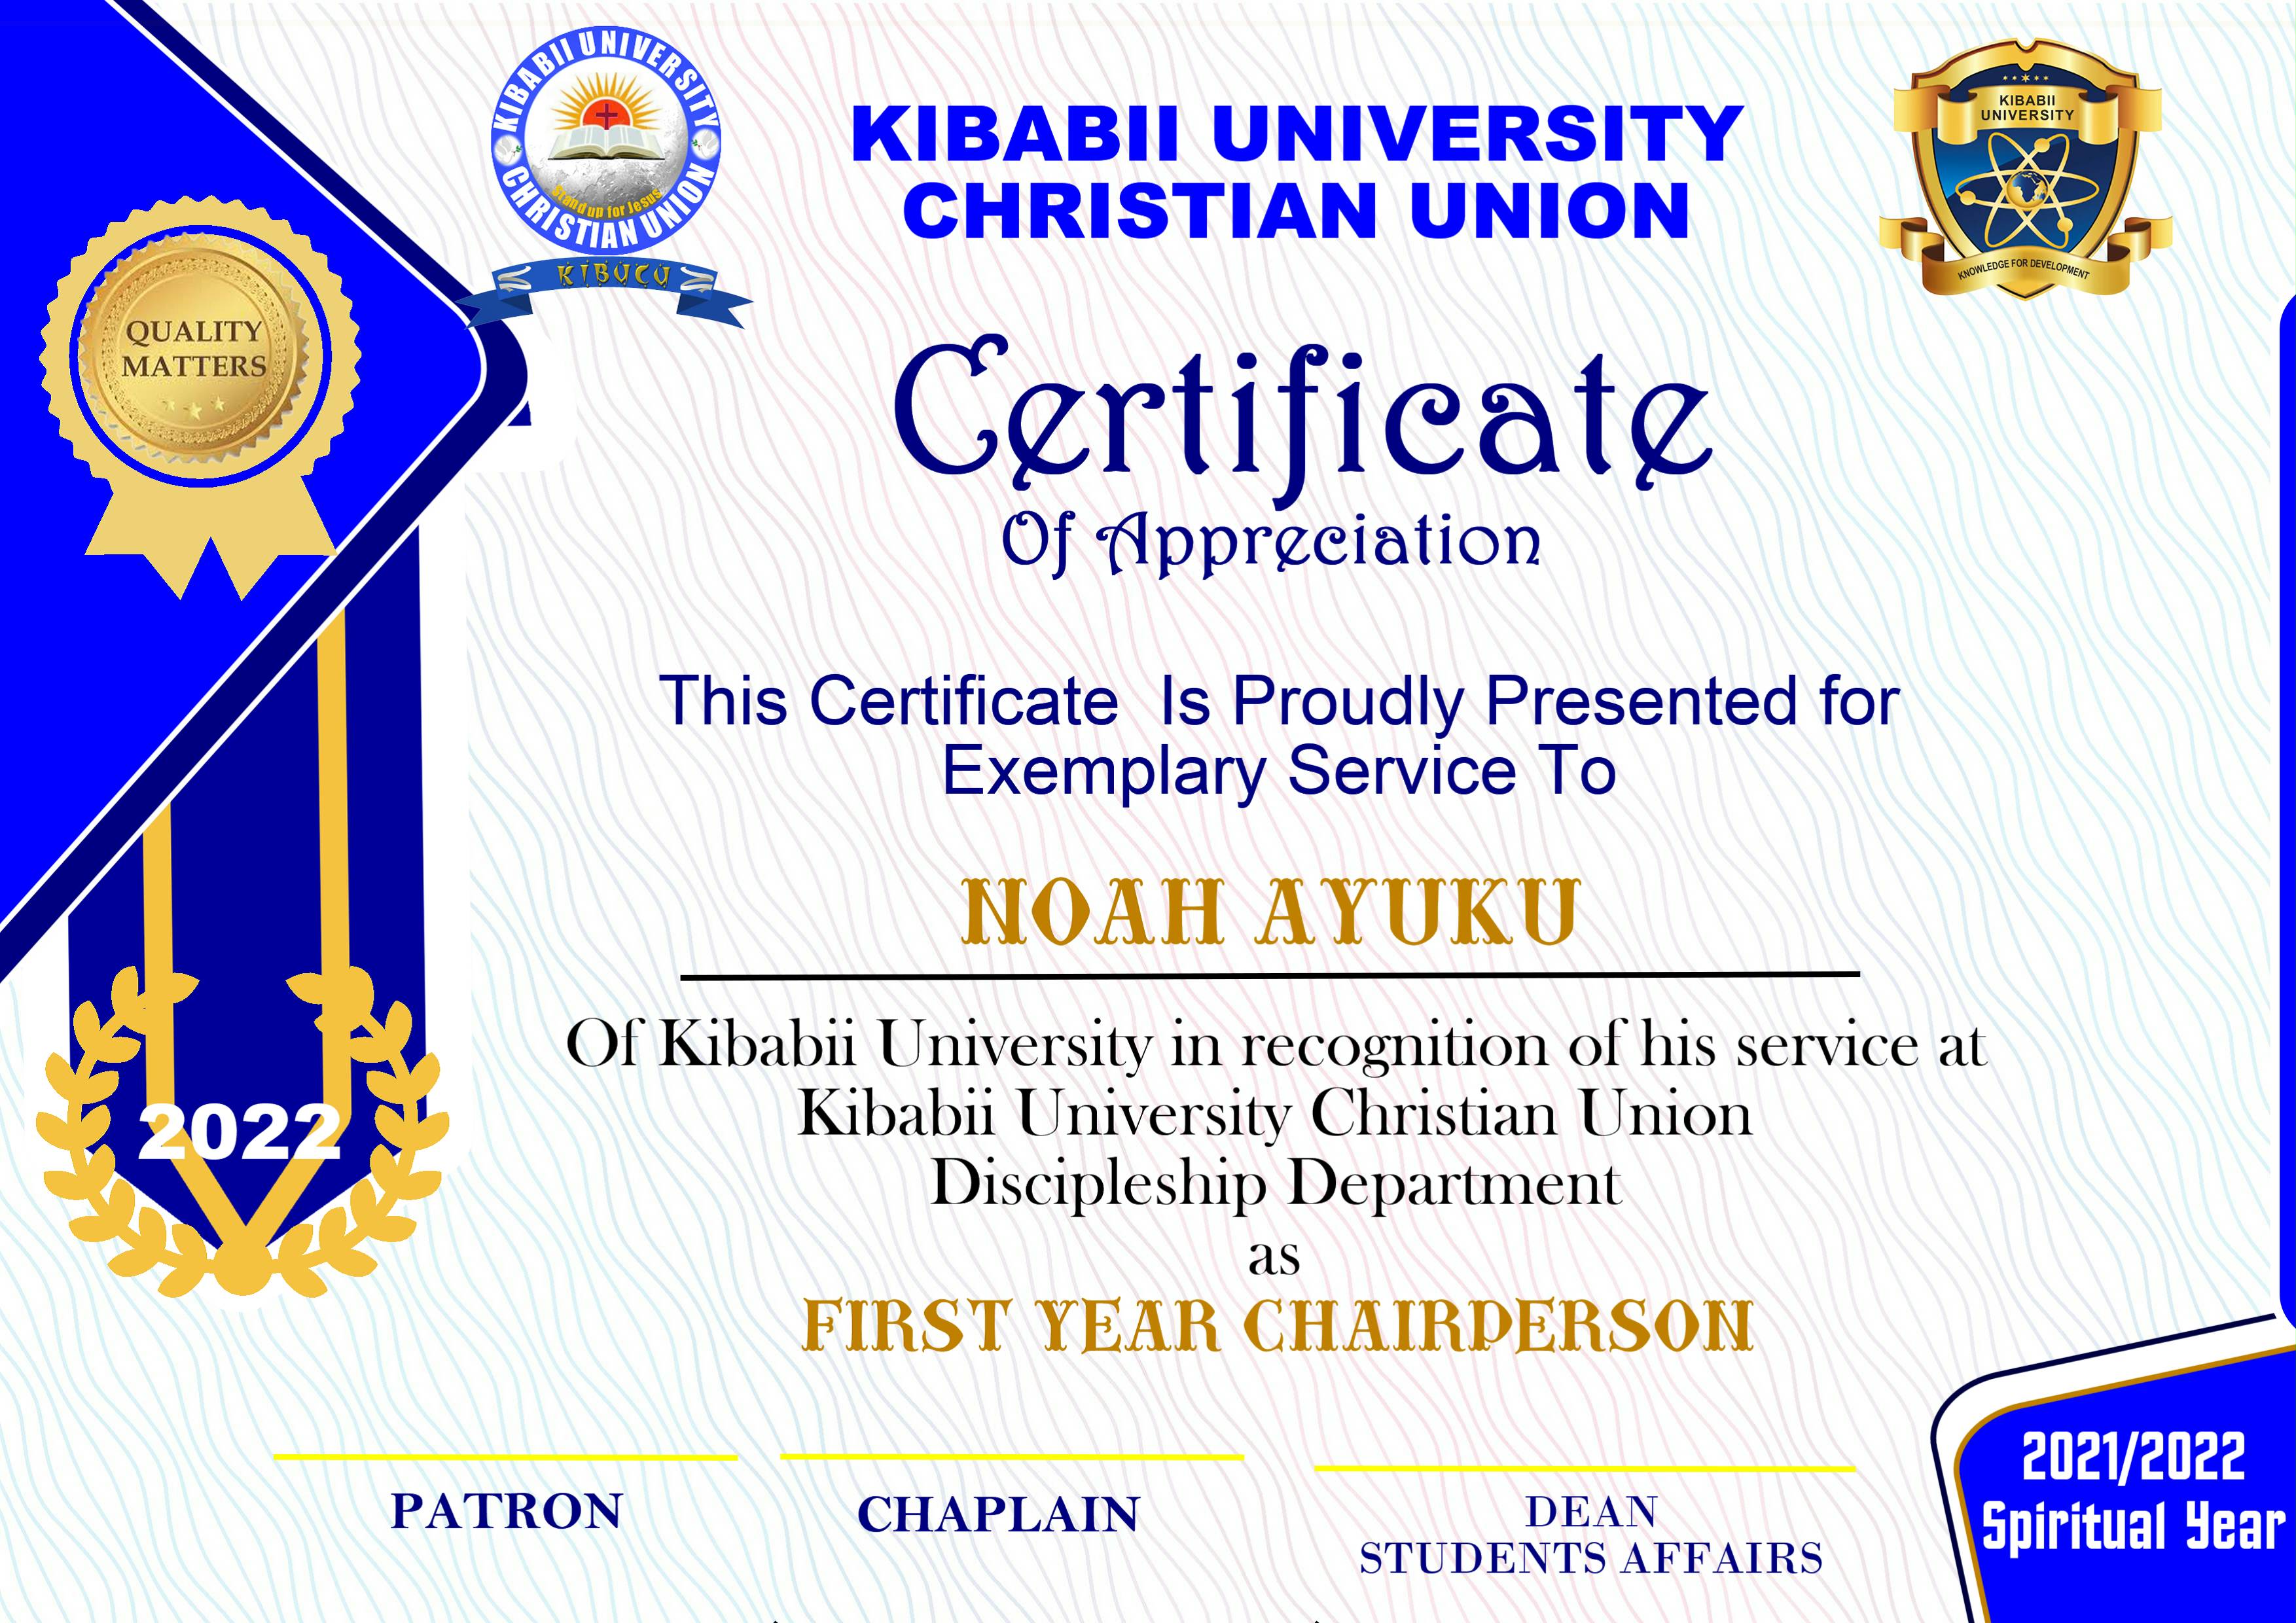 KIBABII UNIVERSITY
CHRISTIAN UNION
Stand up for Jesus
KIBUCU
KIBABII UNIVERSITY
CHRISTIAN UNION
KIBABII
UNIVERSITY
KNOWLEDGE FOR DEVELOPMENT
QUALITY
MATTERS
Certificate
Of Appreciation
This Certificate Is Proudly Presented for
Exemplary Service To
NOAH AYUKU
Of Kibabii University in recognition of his service at
Kibabii University Christian Union
Discipleship Department
as
FIRST YEAR CHAIRPERSON
2022
PATRON
CHAPLAIN
DEAN
STUDENTS AFFAIRS
2021/2022
Spiritual Year